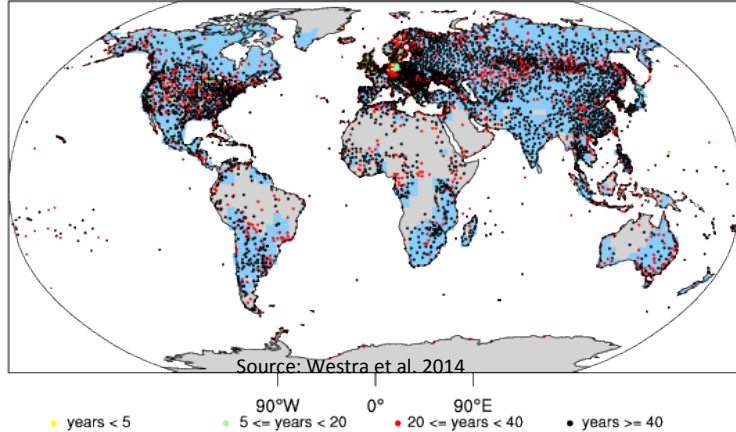 Source: Westra et al. 2014
90°W 0° 90°E
years < 5 5 <= years < 20 20 <= years < 40 years >= 40